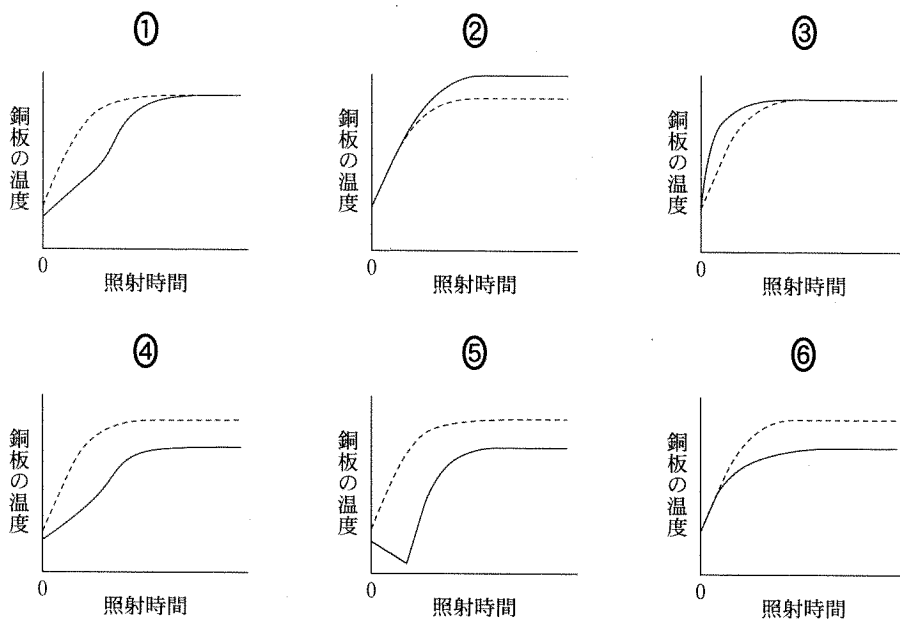 ① ② ③
銅板の温度 銅板の温度 銅板の温度
0 0 0
照射時間 照射時間 照射時間
④ ⑤ ⑥
銅板の温度 銅板の温度 銅板の温度
0 0 0
照射時間 照射時間 照射時間